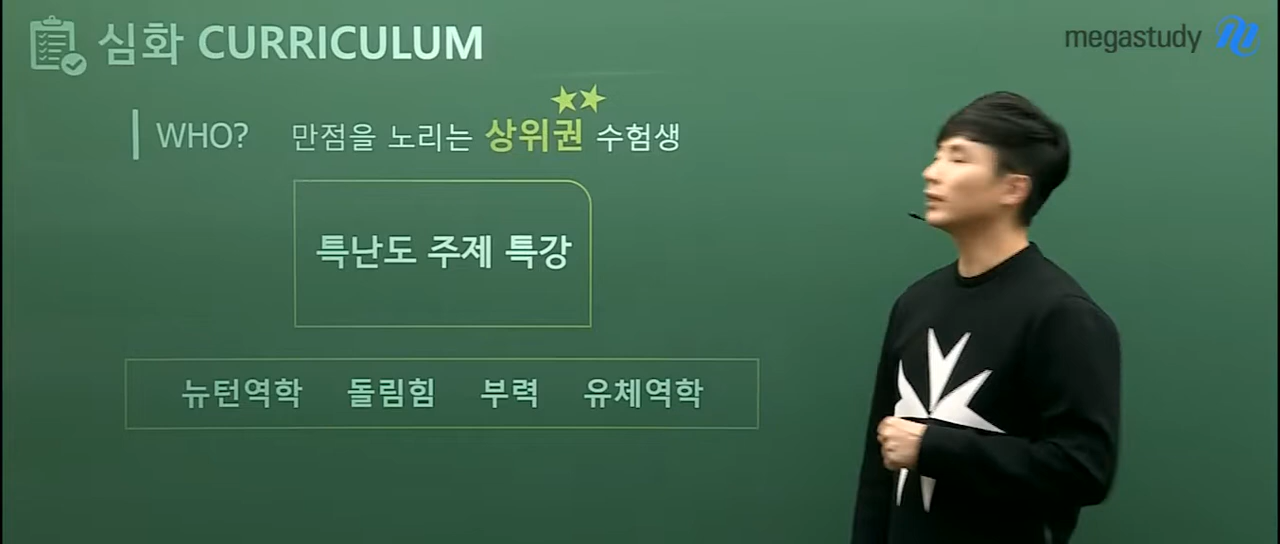 심화 CURRICULUM
megastudy
WHO? 만점을 노리는 상위권 수험생
특난도 주제 특강
뉴턴역학 돌림힘 부력 유체역학